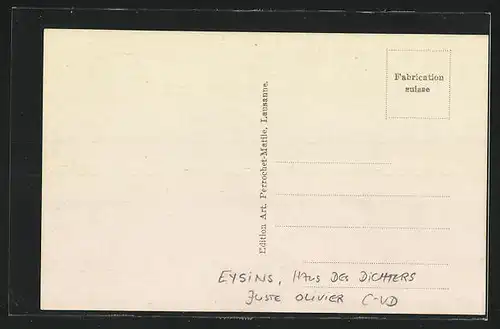 Fabrication
suisse
Edition Art. Perrochet-Matile, Lausanne.
EYSINS, HAUS DES DICHTERS
JUSTE OLIVIER C-VD